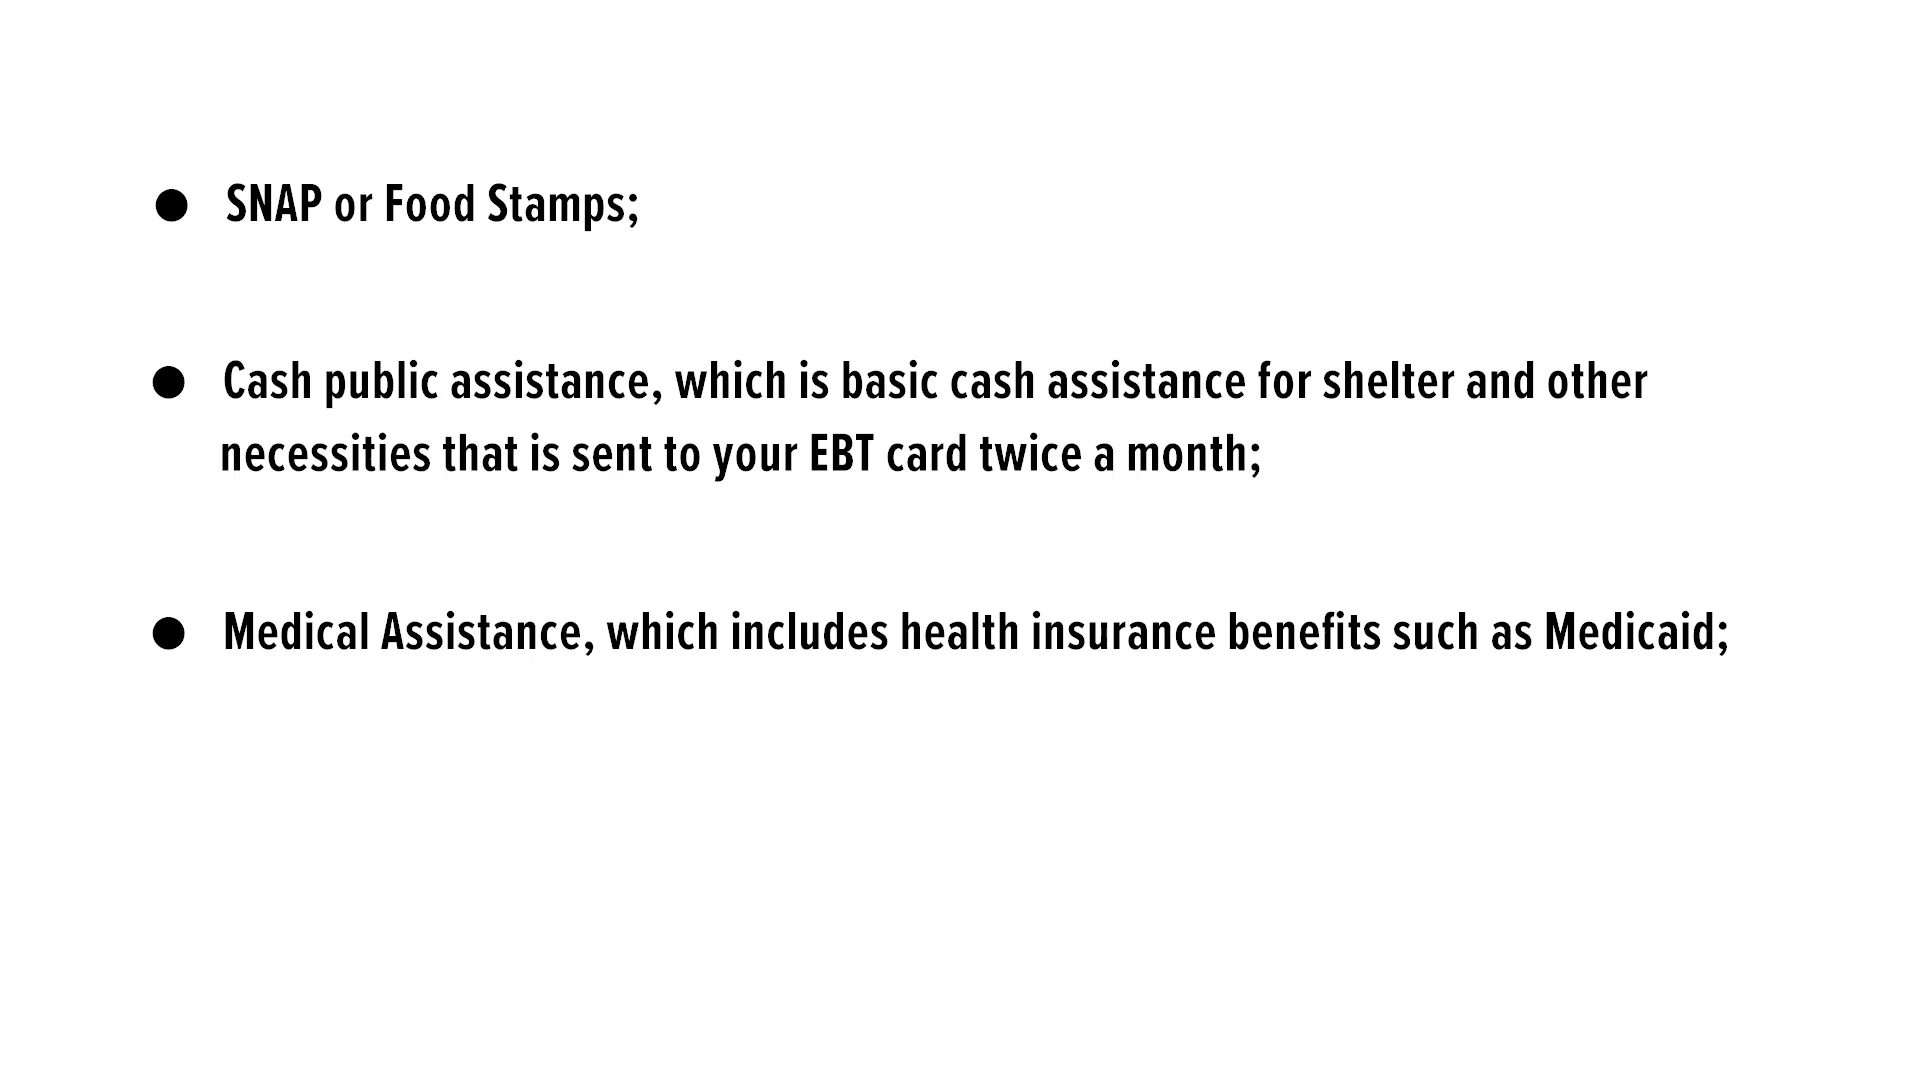 ● SNAP or Food Stamps;
● Cash public assistance, which is basic cash assistance for shelter and other
necessities that is sent to your EBT card twice a month;
● Medical Assistance, which includes health insurance benefits such as Medicaid;